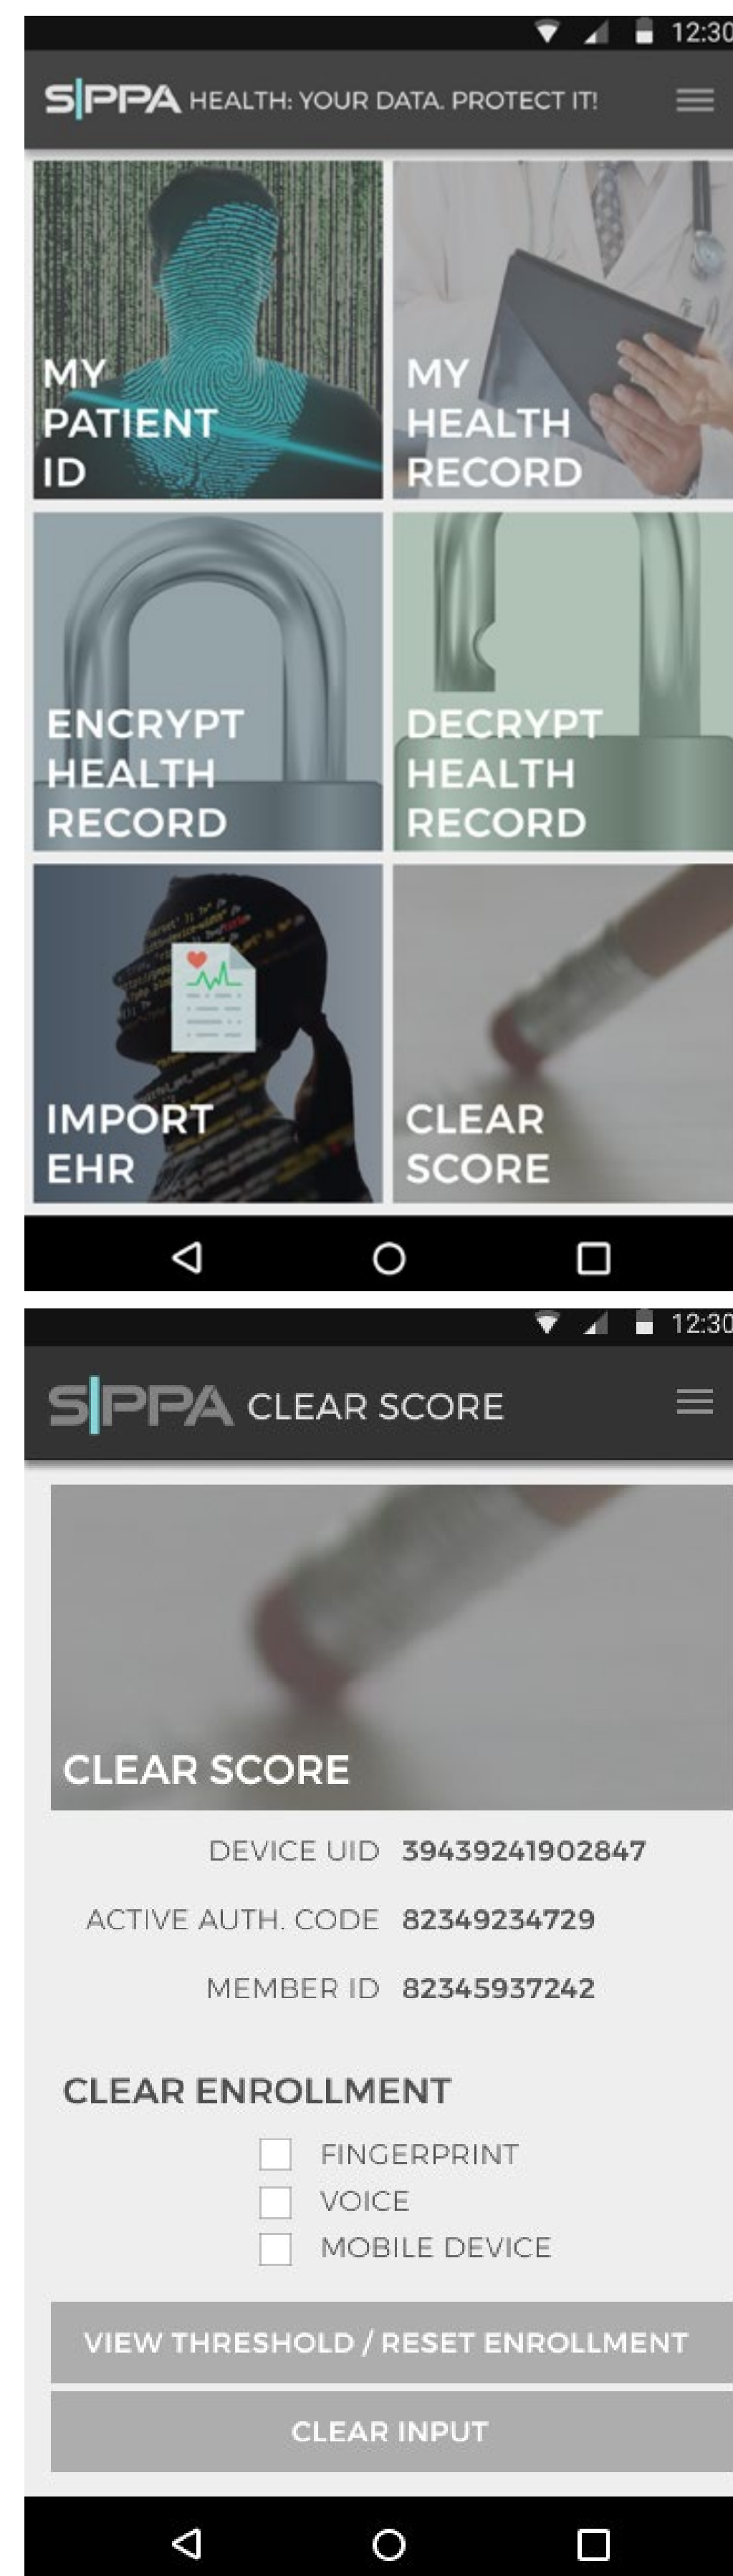 12:30
SIPPA HEALTH: YOUR DATA. PROTECT IT!
MY
PATIENT
ID
MY
HEALTH
RECORD
ENCRYPT
HEALTH
RECORD
DECRYPT
HEALTH
RECORD
IMPORT
EHR
CLEAR
SCORE
12:30
SIPPA CLEAR SCORE
CLEAR SCORE
DEVICE UID 39439241902847
ACTIVE AUTH. CODE 82349234729
MEMBER ID 82345937242
CLEAR ENROLLMENT
FINGERPRINT
VOICE
MOBILE DEVICE
VIEW THRESHOLD / RESET ENROLLMENT
CLEAR INPUT